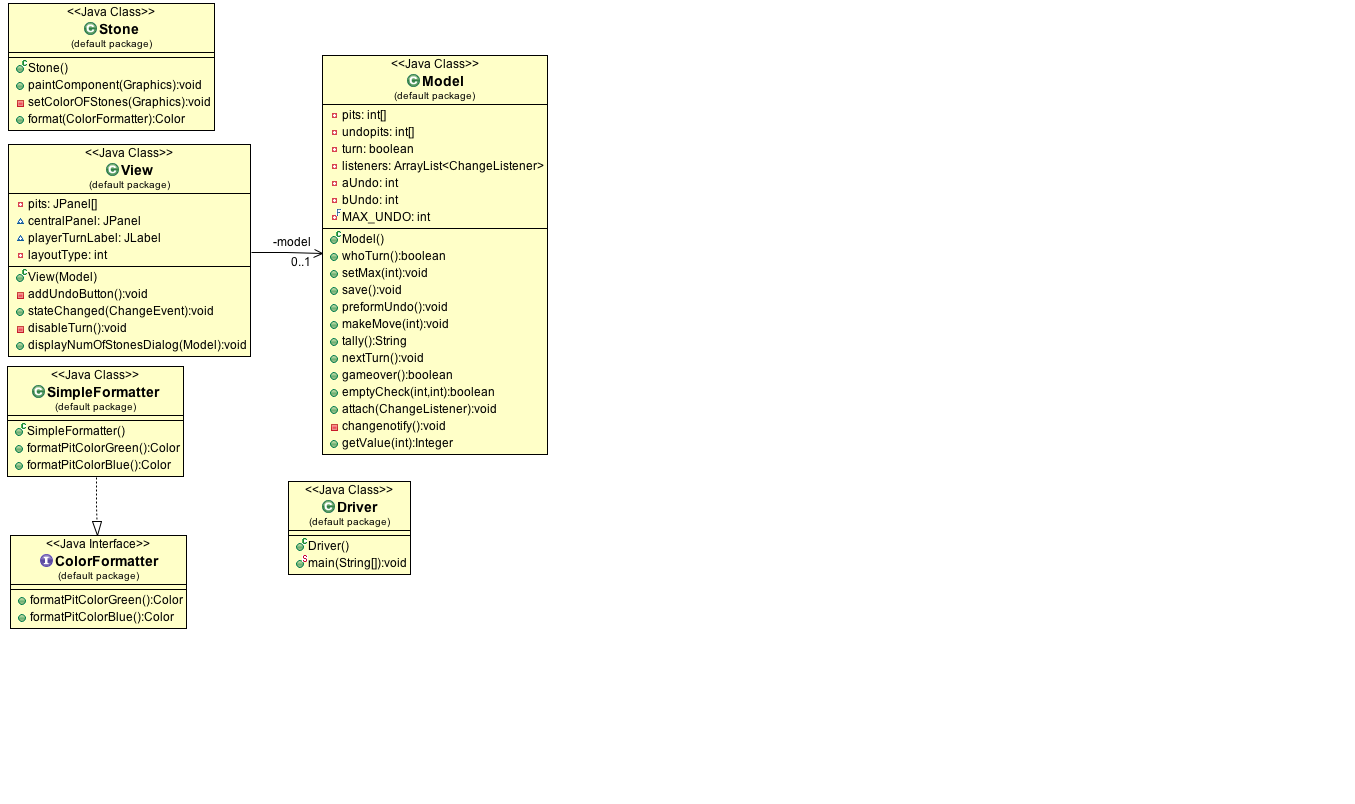 <<Java Class>>
Stone
(default package)
Stone()
paintComponent(Graphics):void
setColorOFStones(Graphics):void
format(ColorFormatter):Color
<<Java Class>>
View
(default package)
pits: JPanel[]
centralPanel: JPanel
playerTurnLabel: JLabel
layoutType: int
View(Model)
addUndoButton():void
stateChanged(ChangeEvent):void
disableTurn():void
displayNumOfStonesDialog(Model):void
-model
0..1
<<Java Class>>
Model
(default package)
pits: int[]
undopits: int[]
turn: boolean
listeners: ArrayList<ChangeListener>
aUndo: int
bUndo: int
MAX_UNDO: int
Model()
whoTurn():boolean
setMax(int):void
save():void
preformUndo():void
makeMove(int):void
tally():String
nextTurn():void
gameover():boolean
emptyCheck(int,int):boolean
attach(ChangeListener):void
changenotify():void
getValue(int):Integer
<<Java Class>>
SimpleFormatter
(default package)
SimpleFormatter()
formatPitColorGreen():Color
formatPitColorBlue():Color
<<Java Interface>>
ColorFormatter
(default package)
formatPitColorGreen():Color
formatPitColorBlue():Color
<<Java Class>>
Driver
(default package)
Driver()
main(String[]):void